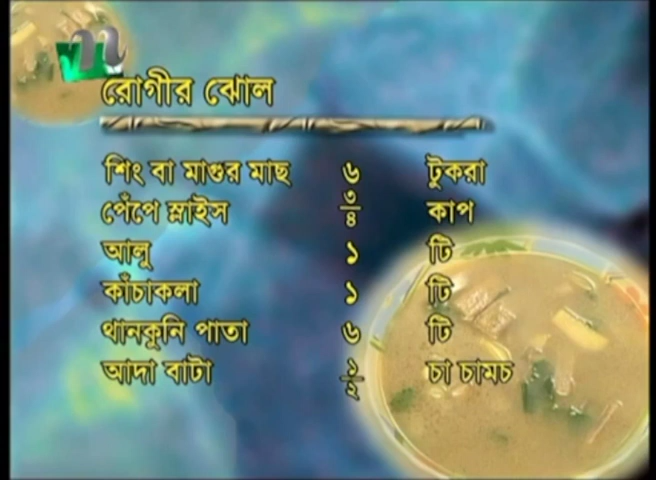 রোগীর ঝোল
শিং বা মাগুর মাছ ৬ টুকরা
পেঁপে স্লাইস ৩/৪ কাপ
আলু ১ টি
কাঁচাকলা ১ টি
থানকুনি পাতা ৬ টি
আদা বাটা ১/২ চা চামচ